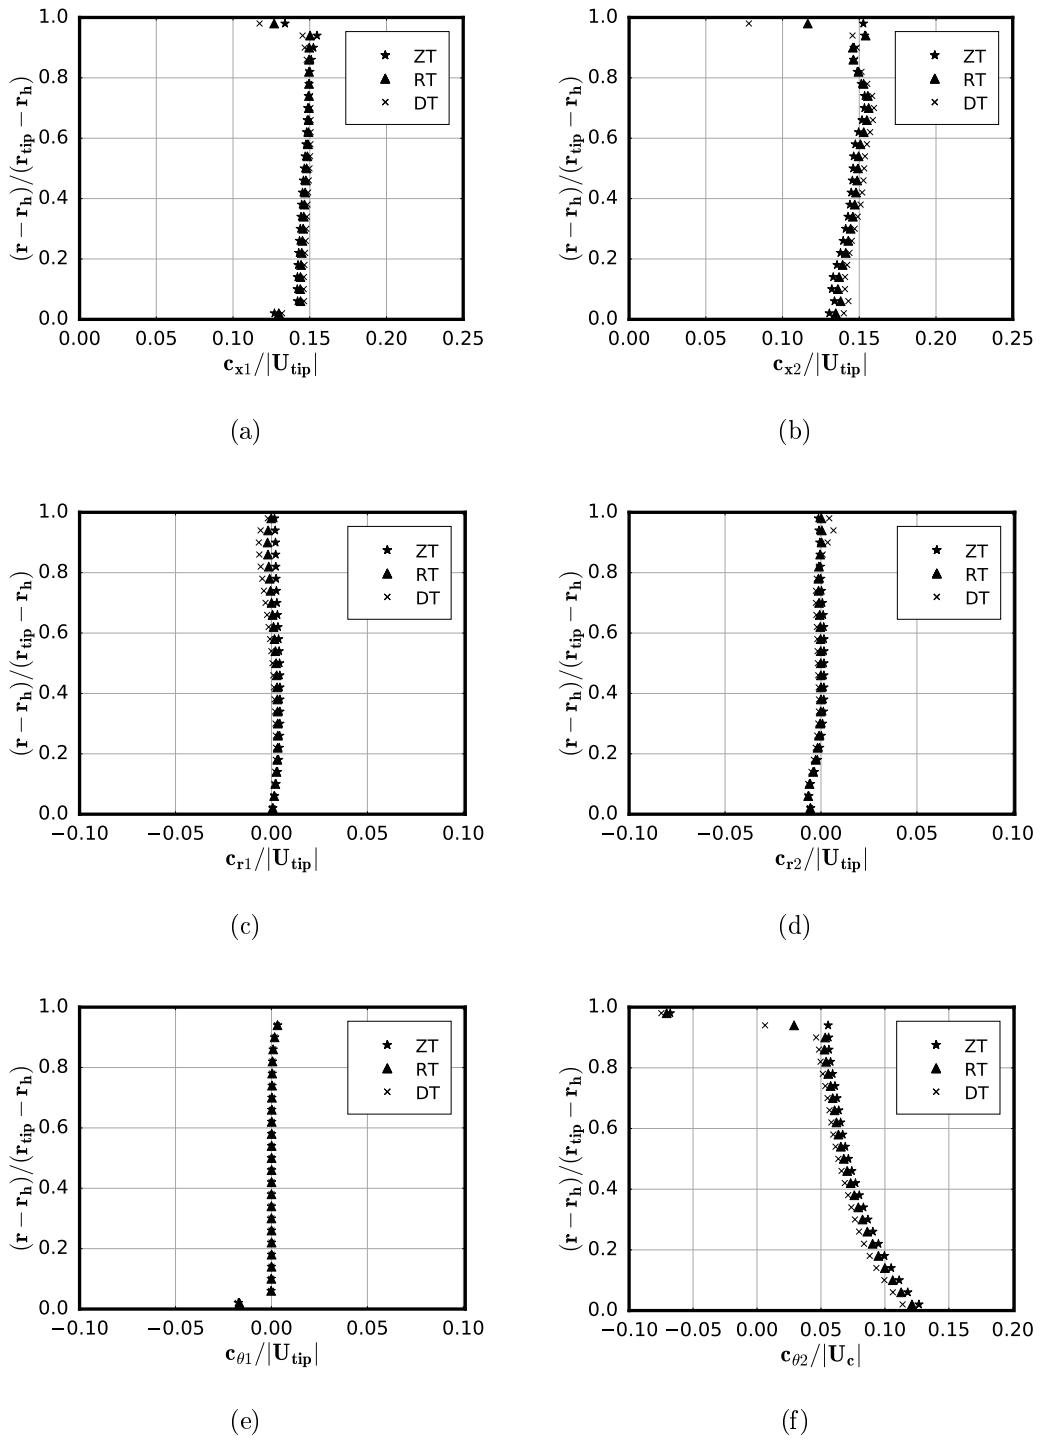 1.0
0.8
0.6
0.4
0.2
0.0
0.00 0.05 0.10 0.15 0.20 0.25
(r − r_h)/(r_tip − r_h)
c_x1/|U_tip|
ZT
RT
DT
(a)
1.0
0.8
0.6
0.4
0.2
0.0
0.00 0.05 0.10 0.15 0.20 0.25
(r − r_h)/(r_tip − r_h)
c_x2/|U_tip|
ZT
RT
DT
(b)
1.0
0.8
0.6
0.4
0.2
0.0
−0.10 −0.05 0.00 0.05 0.10
(r − r_h)/(r_tip − r_h)
c_r1/|U_tip|
ZT
RT
DT
(c)
1.0
0.8
0.6
0.4
0.2
0.0
−0.10 −0.05 0.00 0.05 0.10
(r − r_h)/(r_tip − r_h)
c_r2/|U_tip|
ZT
RT
DT
(d)
1.0
0.8
0.6
0.4
0.2
0.0
−0.10 −0.05 0.00 0.05 0.10
(r − r_h)/(r_tip − r_h)
c_θ1/|U_tip|
ZT
RT
DT
(e)
1.0
0.8
0.6
0.4
0.2
0.0
−0.10 −0.05 0.00 0.05 0.10 0.15 0.20
(r − r_h)/(r_tip − r_h)
c_θ2/|U_c|
ZT
RT
DT
(f)